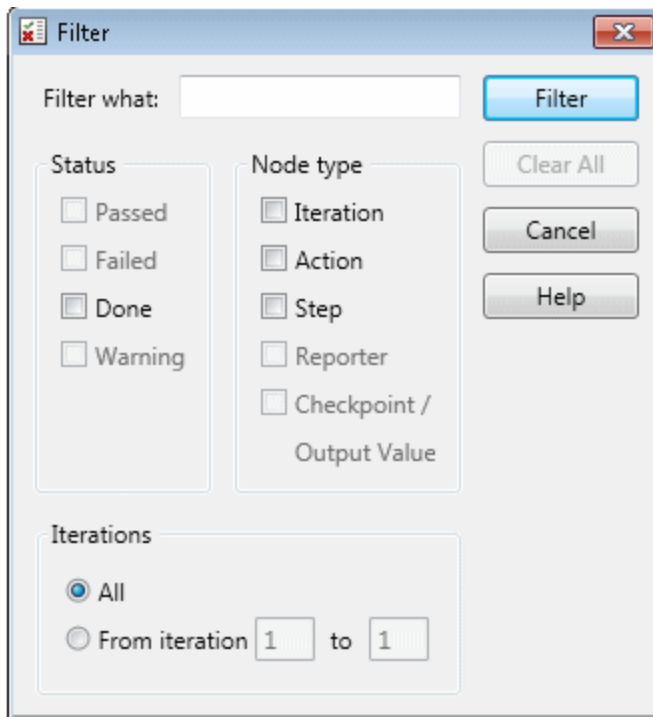 Filter
Filter what:
Filter
Clear All
Cancel
Help
Status
Passed
Failed
Done
Warning
Node type
Iteration
Action
Step
Reporter
Checkpoint /
Output Value
Iterations
All
From iteration 1 to 1